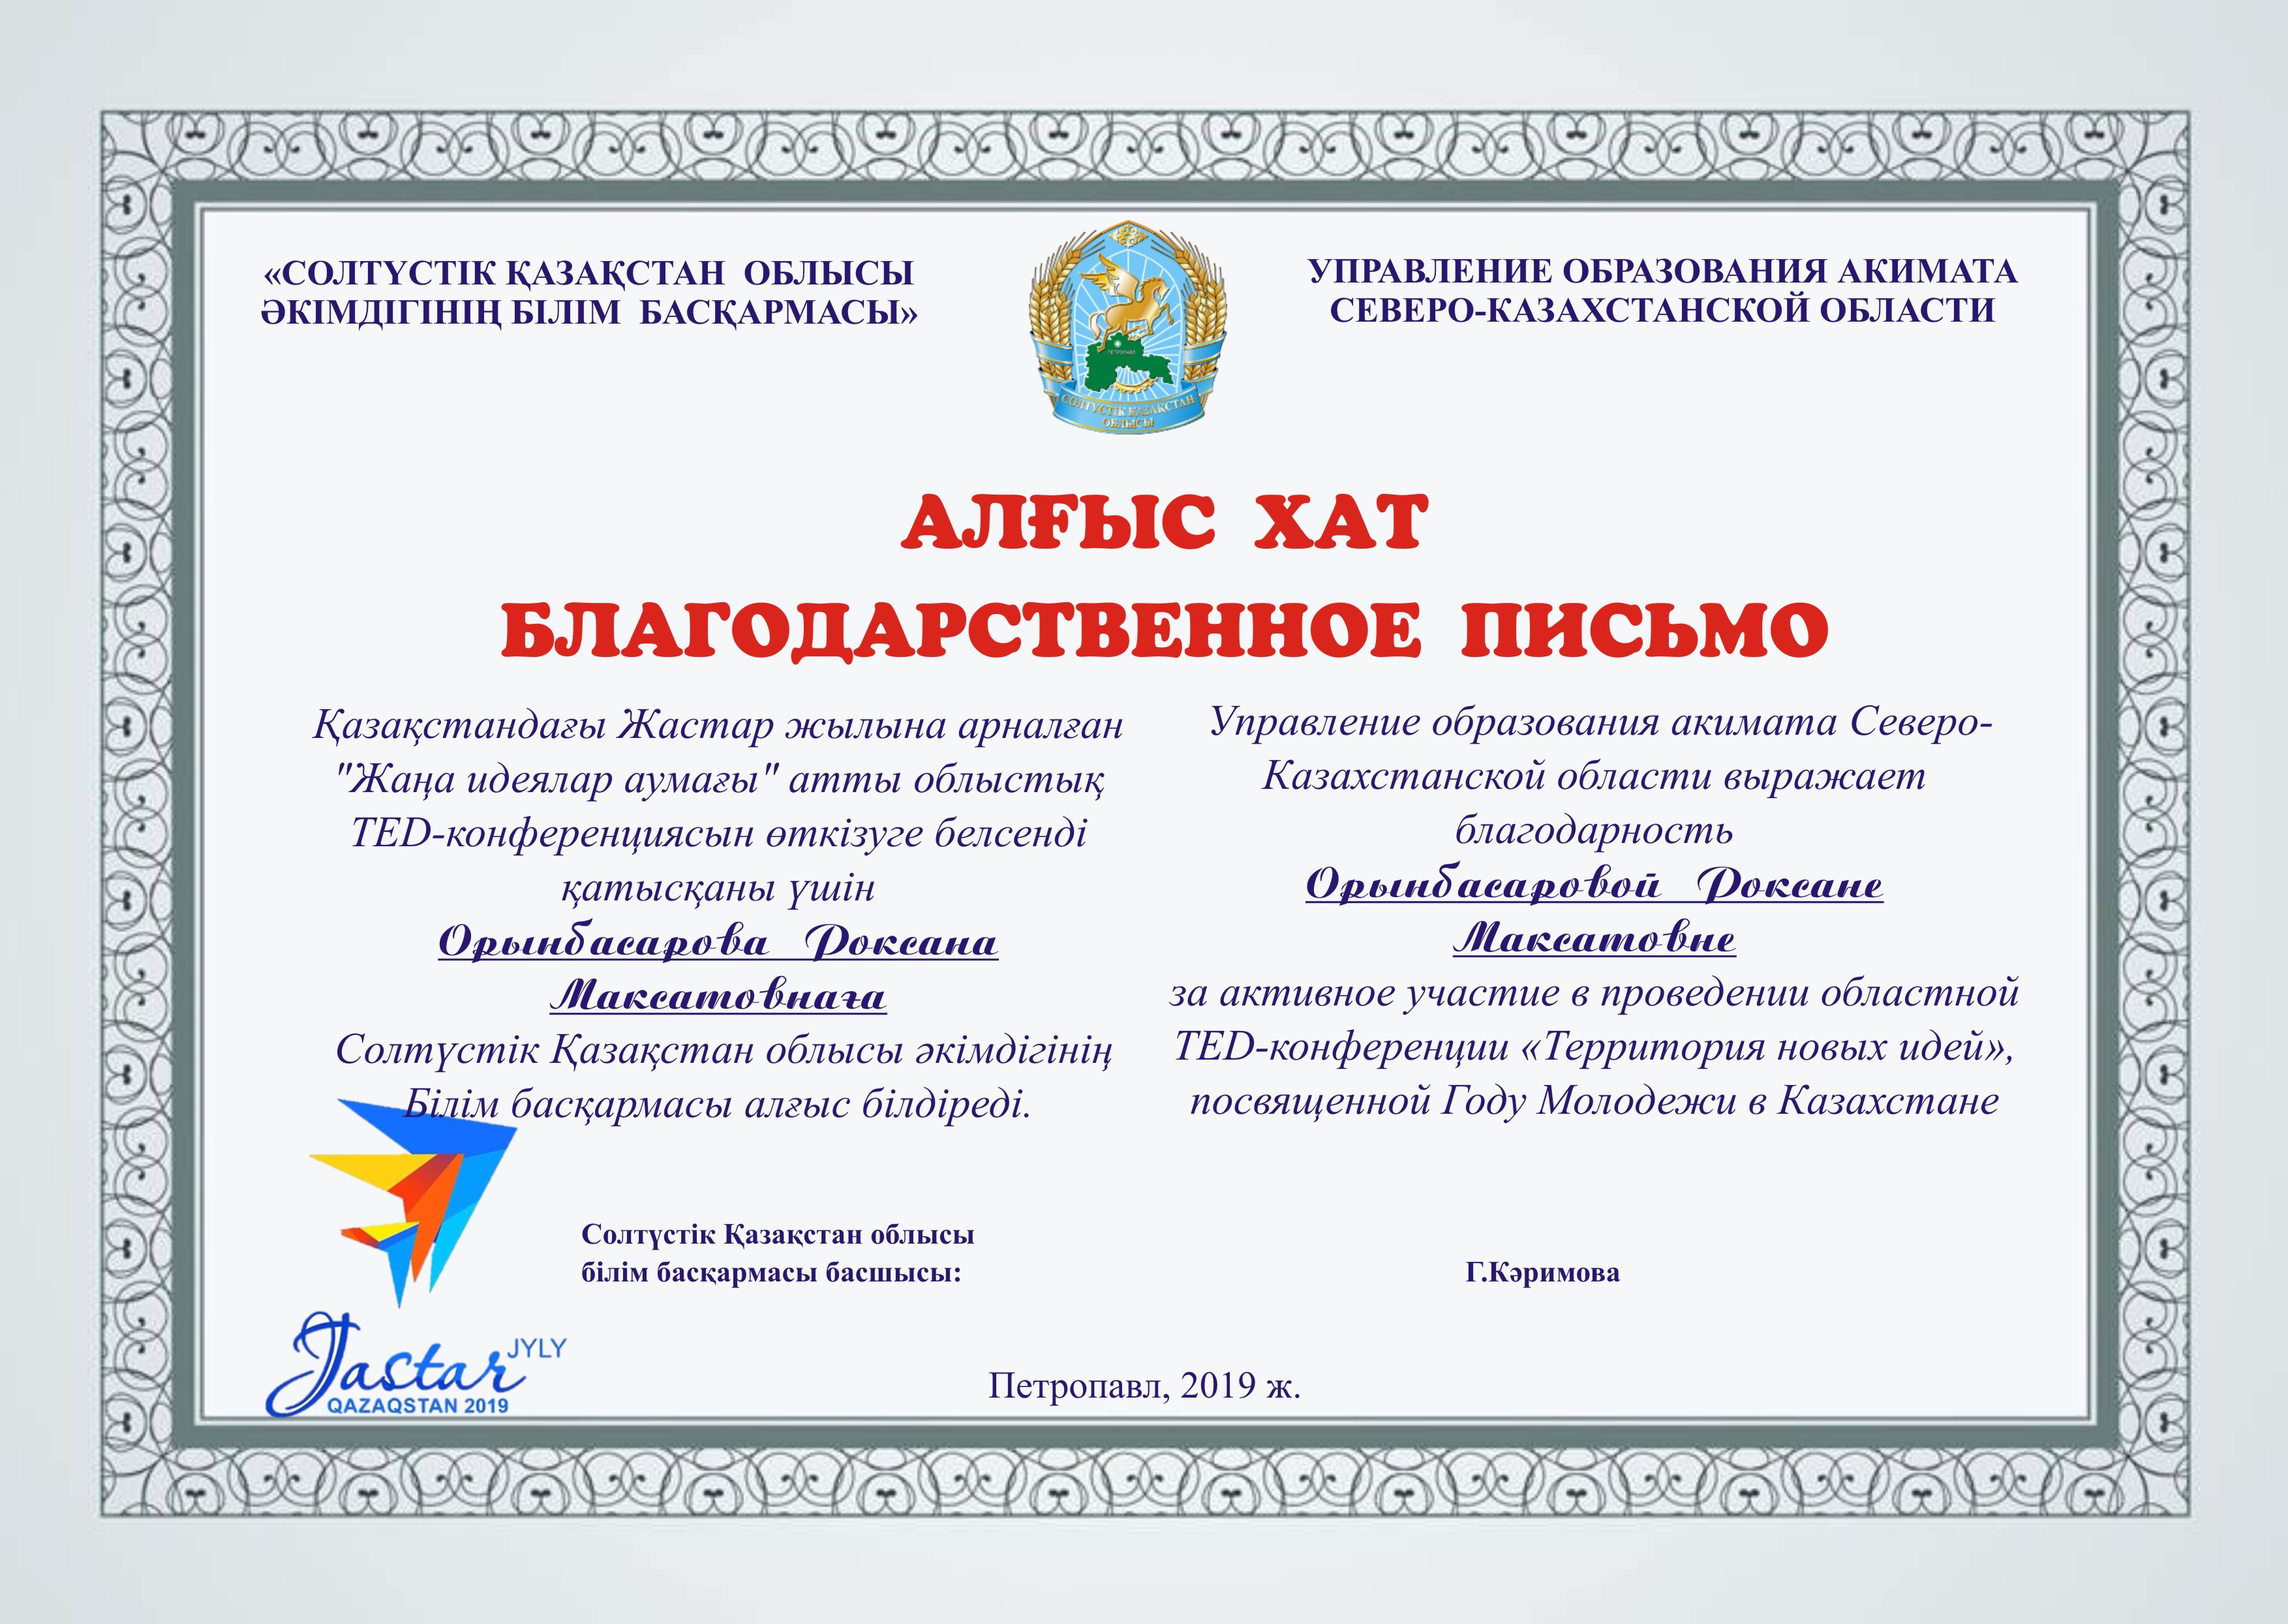 «СОЛТҮСТІК ҚАЗАҚСТАН ОБЛЫСЫ
ӘКІМДІГІНІҢ БІЛІМ БАСҚАРМАСЫ»
ПЕТРОПАВЛ
СОЛТҮСТІК ҚАЗАҚСТАН
ОБЛЫСЫ
УПРАВЛЕНИЕ ОБРАЗОВАНИЯ АКИМАТА
СЕВЕРО-КАЗАХСТАНСКОЙ ОБЛАСТИ
АЛҒЫС ХАТ
БЛАГОДАРСТВЕННОЕ ПИСЬМО
Қазақстандағы Жастар жылына арналған
"Жаңа идеялар аумағы" атты облыстық
TED-конференциясын өткізуге белсенді
қатысқаны үшін
Орынбасарова Роксана
Максатовнаға
Солтүстік Қазақстан облысы әкімдігінің
Білім басқармасы алғыс білдіреді.
Управление образования акимата Северо-
Казахстанской области выражает
благодарность
Орынбасаровой Роксане
Максатовне
за активное участие в проведении областной
TED-конференции «Территория новых идей»,
посвященной Году Молодежи в Казахстане
Солтүстік Қазақстан облысы
білім басқармасы басшысы:
Г.Кәримова
Jastar JYLY
QAZAQSTAN 2019
Петропавл, 2019 ж.